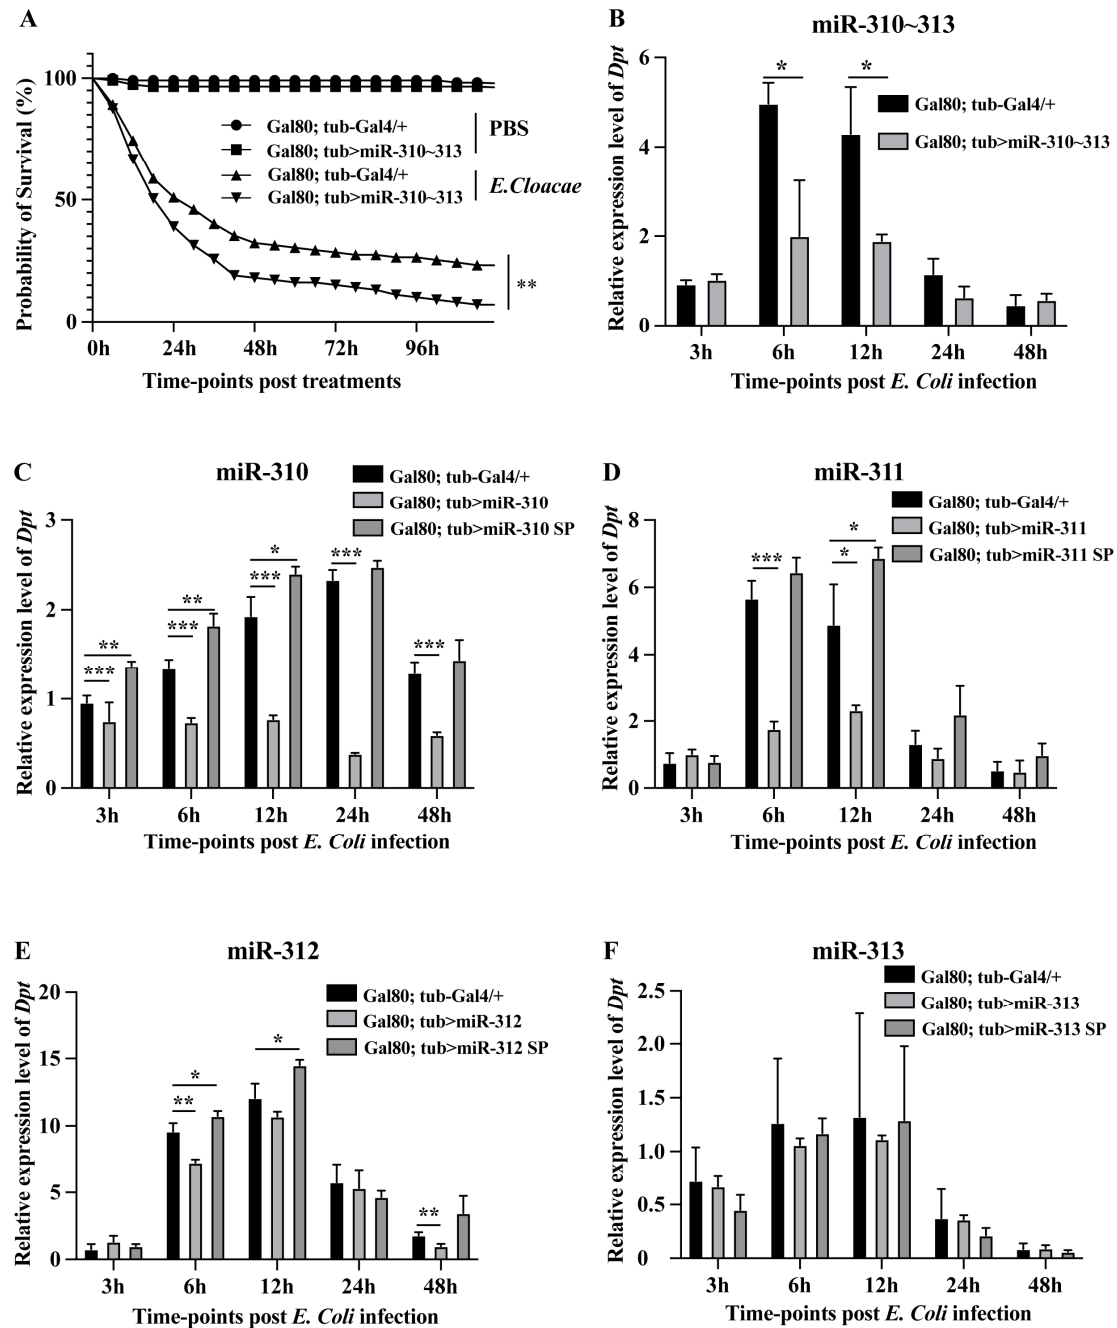 A
Probability of Survival (%)
100
50
0
Gal80; tub-Gal4/+
Gal80; tub>miR-310~313
PBS
Gal80; tub-Gal4/+
Gal80; tub>miR-310~313
E.Cloacae
**
0h 24h 48h 72h 96h
Time-points post treatments
B
miR-310~313
Relative expression level of Dpt
6
4
2
0
* *
Gal80; tub-Gal4/+
Gal80; tub>miR-310~313
3h 6h 12h 24h 48h
Time-points post E. Coli infection
C
miR-310
Gal80; tub-Gal4/+
Gal80; tub>miR-310
Gal80; tub>miR-310 SP
Relative expression level of Dpt
3
2
1
0
** *** ** *** * *** *** ***
3h 6h 12h 24h 48h
Time-points post E. Coli infection
D
miR-311
Gal80; tub-Gal4/+
Gal80; tub>miR-311
Gal80; tub>miR-311 SP
Relative expression level of Dpt
8
6
4
2
0
*** * *
3h 6h 12h 24h 48h
Time-points post E. Coli infection
E
miR-312
Gal80; tub-Gal4/+
Gal80; tub>miR-312
Gal80; tub>miR-312 SP
Relative expression level of Dpt
20
15
10
5
0
* ** * **
3h 6h 12h 24h 48h
Time-points post E. Coli infection
F
miR-313
Gal80; tub-Gal4/+
Gal80; tub>miR-313
Gal80; tub>miR-313 SP
Relative expression level of Dpt
2.5
2.0
1.5
1.0
0.5
0
3h 6h 12h 24h 48h
Time-points post E. Coli infection